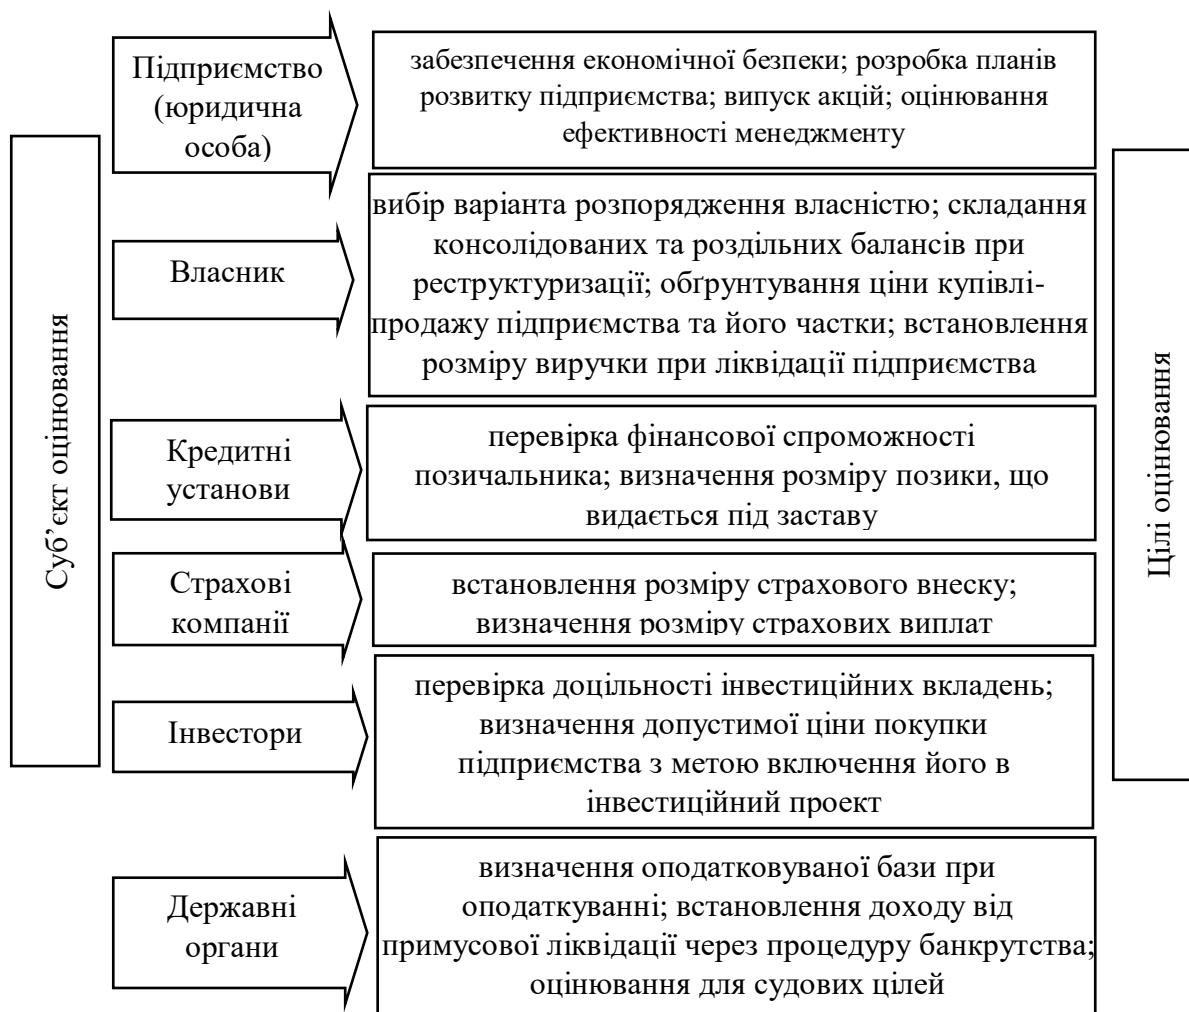 Суб’єкт оцінювання
Підприємство
(юридична
особа)
забезпечення економічної безпеки; розробка планів
розвитку підприємства; випуск акцій; оцінювання
ефективності менеджменту
Власник
вибір варіанта розпорядження власністю; складання
консолідованих та роздільних балансів при
реструктуризації; обґрунтування ціни купівлі-
продажу підприємства та його частки; встановлення
розміру виручки при ліквідації підприємства
Кредитні
установи
перевірка фінансової спроможності
позичальника; визначення розміру позики, що
видається під заставу
Страхові
компанії
встановлення розміру страхового внеску;
визначення розміру страхових виплат
Інвестори
перевірка доцільності інвестиційних вкладень;
визначення допустимої ціни покупки
підприємства з метою включення його в
інвестиційний проект
Державні
органи
визначення оподатковуваної бази при
оподаткуванні; встановлення доходу від
примусової ліквідації через процедуру банкрутства;
оцінювання для судових цілей
Цілі оцінювання